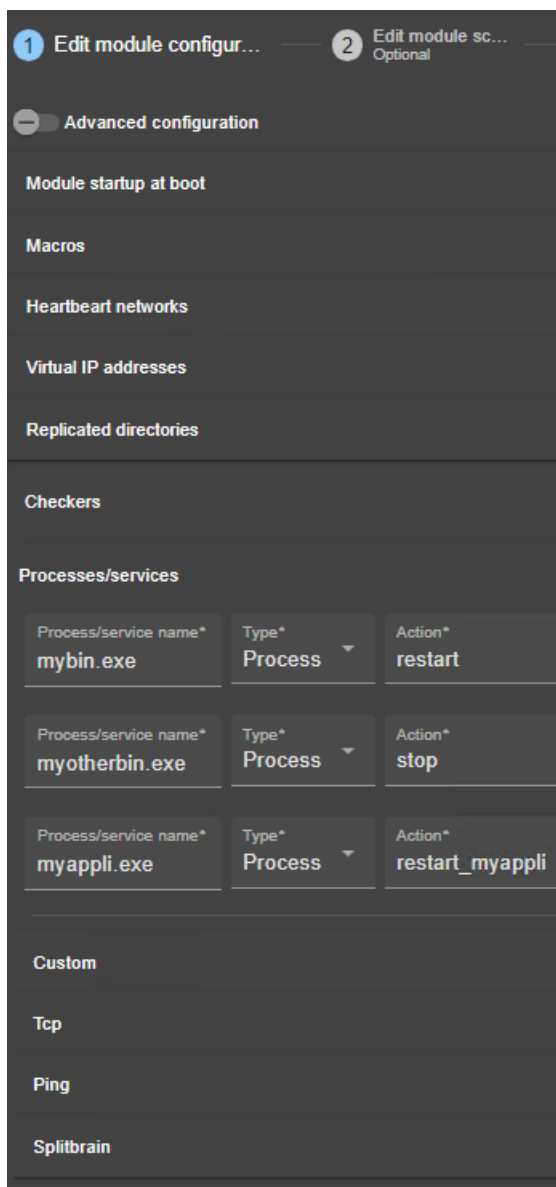 1 Edit module configur... 2 Edit module sc...
Optional
Advanced configuration
Module startup at boot
Macros
Heartbeart networks
Virtual IP addresses
Replicated directories
Checkers
Processes/services
Process/service name* Type* Action*
mybin.exe Process restart
Process/service name* Type* Action*
myotherbin.exe Process stop
Process/service name* Type* Action*
myappli.exe Process restart_myappli
Custom
Tcp
Ping
Splitbrain